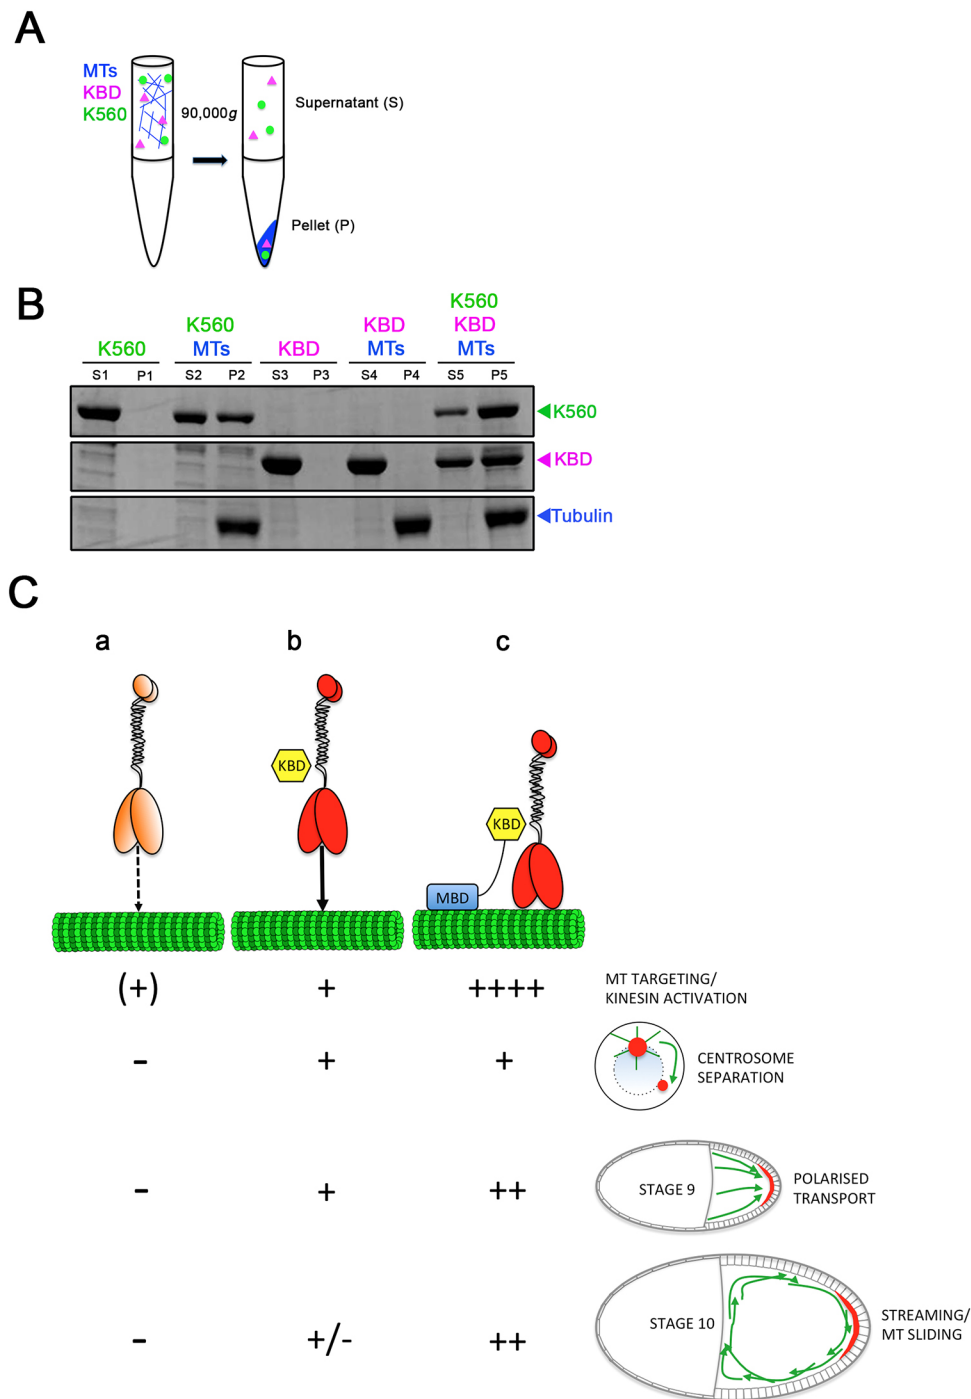 A
MTs
KBD
K560
90,000g
Supernatant (S)
Pellet (P)
B
K560
K560
MTs
KBD
KBD
MTs
K560
KBD
MTs
S1 P1 S2 P2 S3 P3 S4 P4 S5 P5
K560
KBD
Tubulin
C
a b c
KBD
KBD
MBD
(+) + ++++
MT TARGETING/
KINESIN ACTIVATION
- + +
CENTROSOME
SEPARATION
- + ++
STAGE 9
POLARISED
TRANSPORT
- +/- ++
STAGE 10
STREAMING/
MT SLIDING